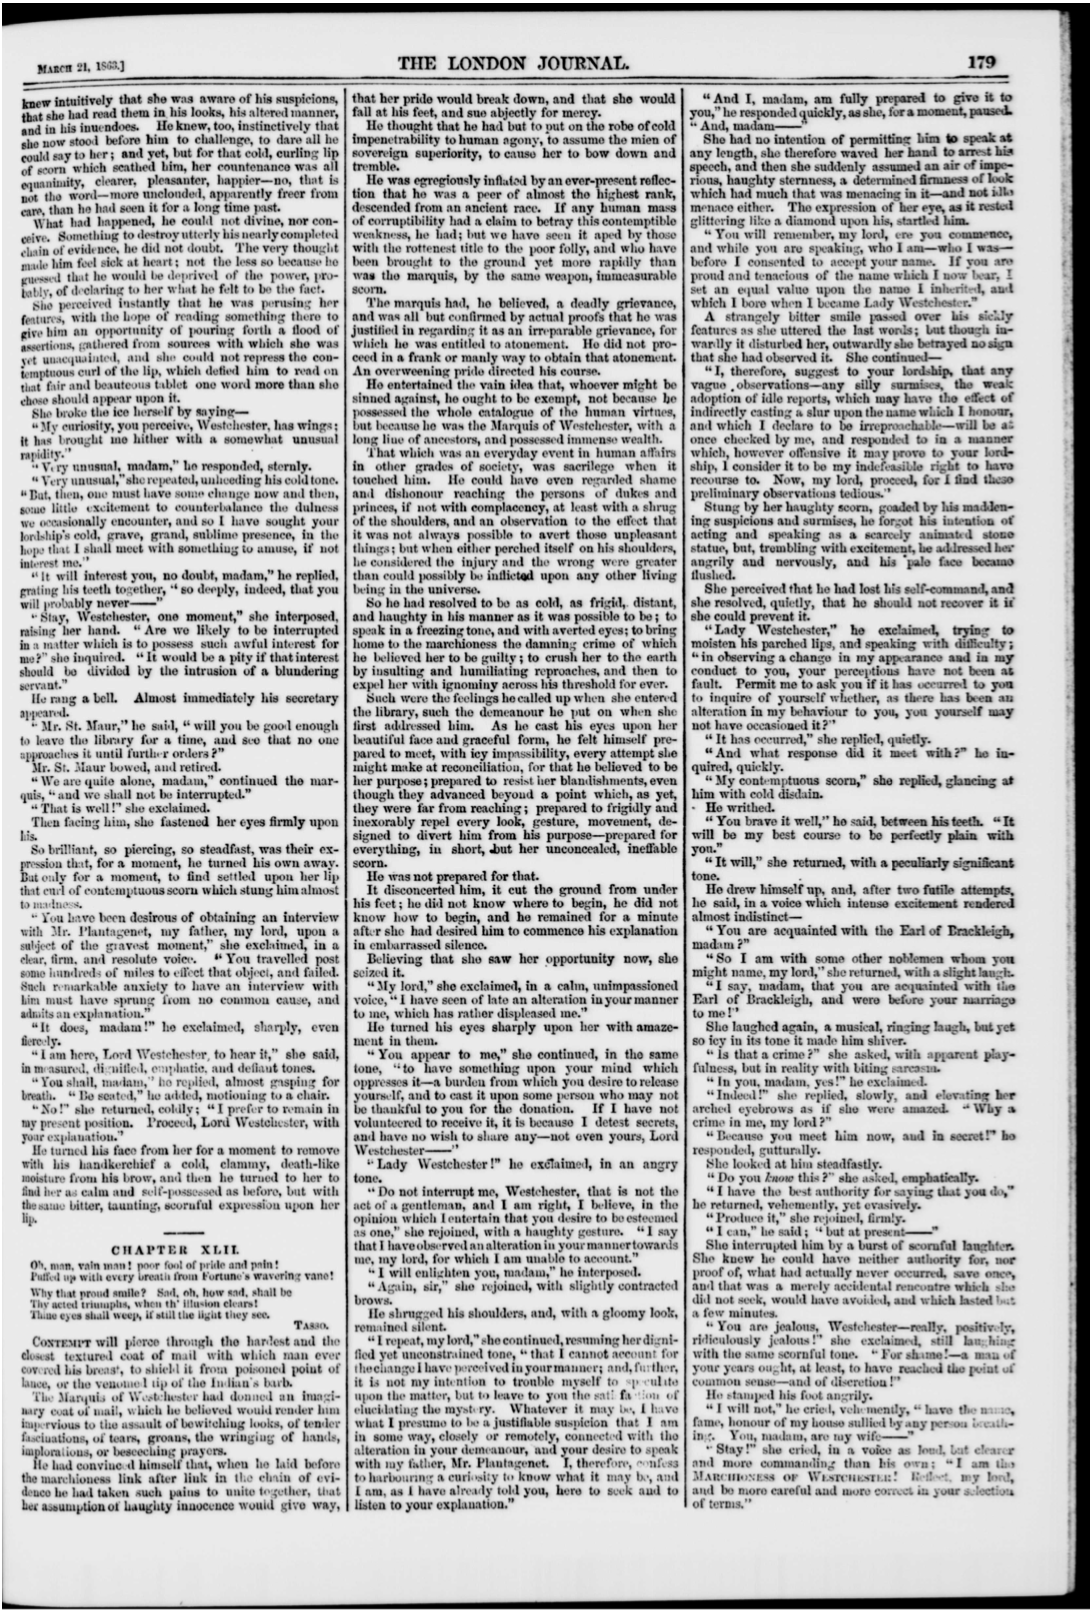 MARCH 21, 1863.]
THE LONDON JOURNAL.
179
knew intuitively that she was aware of his suspicions,
that she had read them in his looks, his altered manner,
and in his inuendoes. He knew, too, instinctively that
she now stood before him to challenge, to dare all he
could say to her; and yet, but for that cold, curling lip
of scorn which scathed him, her countenance was all
equanimity, clearer, pleasanter, happier—no, that is
not the word—more unclouded, apparently freer from
care, than he had seen it for a long time past.
What had happened, he could not divine, nor con-
ceive. Something to destroy utterly his nearly completed
chain of evidence, he did not doubt. The very thought
made him feel sick at heart; not the less so because he
guessed that he would be deprived of the power, pro-
bably, of declaring to her what he felt to be the fact.
She perceived instantly that he was perusing her
features, with the hope of reading something there to
give him an opportunity of pouring forth a flood of
assertions, gathered from sources with which she was
yet unacquainted, and she could not repress the con-
temptuous curl of the lip, which defied him to read on
that fair and beauteous tablet one word more than she
chose should appear upon it.
She broke the ice herself by saying—
"My curiosity, you perceive, Westchester, has wings;
it has brought me hither with a somewhat unusual
rapidity."
"Very unusual, madam," he responded, sternly.
"Very unusual," she repeated, unheeding his cold tone.
"But, then, one must have some change now and then,
some little excitement to counterbalance the dulness
we occasionally encounter, and so I have sought your
lordship's cold, grave, grand, sublime presence, in the
hope that I shall meet with something to amuse, if not
interest me."
"It will interest you, no doubt, madam," he replied,
grating his teeth together, "so deeply, indeed, that you
will probably never——"
"Stay, Westchester, one moment," she interposed,
raising her hand. "Are we likely to be interrupted
in a matter which is to possess such awful interest for
me?" she inquired. "It would be a pity if that interest
should be divided by the intrusion of a blundering
servant."
He rang a bell. Almost immediately his secretary
appeared.
"Mr. St. Maur," he said, "will you be good enough
to leave the library for a time, and see that no one
approaches it until further orders?"
Mr. St. Maur bowed, and retired.
"We are quite alone, madam," continued the mar-
quis, "and we shall not be interrupted."
"That is well!" she exclaimed.
Then facing him, she fastened her eyes firmly upon
his.
So brilliant, so piercing, so steadfast, was their ex-
pression that, for a moment, he turned his own away.
But only for a moment, to find settled upon her lip
that curl of contemptuous scorn which stung him almost
to madness.
"You have been desirous of obtaining an interview
with Mr. Plantagenet, my father, my lord, upon a
subject of the gravest moment," she exclaimed, in a
clear, firm, and resolute voice. "You travelled post
some hundreds of miles to effect that object, and failed.
Such remarkable anxiety to have an interview with
him must have sprung from no common cause, and
admits an explanation."
"It does, madam!" he exclaimed, sharply, even
fiercely.
"I am here, Lord Westchester, to hear it," she said,
in measured, dignified, emphatic, and defiant tones.
"You shall, madam," he replied, almost gasping for
breath. "Be seated," he added, motioning to a chair.
"No!" she returned, coldly; "I prefer to remain in
my present position. Proceed, Lord Westchester, with
your explanation."
He turned his face from her for a moment to remove
with his handkerchief a cold, clammy, death-like
moisture from his brow, and then he turned to her to
find her as calm and self-possessed as before, but with
the same bitter, taunting, scornful expression upon her
lip.
CHAPTER XLII.
Oh, man, vain man! poor fool of pride and pain!
Puffed up with every breath from Fortune's wavering vane!
Why that proud smile? Sad, oh, how sad, shall be
Thy acted triumphs, when th' illusion clears!
Thine eyes shall weep, if still the light they see.
TASSO.
CONTEMPT will pierce through the hardest and the
closest textured coat of mail with which man ever
covered his breast, to shield it from poisoned point of
lance, or the venomed tip of the Indian's barb.
The Marquis of Westchester had donned an imagi-
nary coat of mail, which he believed would render him
impervious to the assault of bewitching looks, of tender
fascinations, of tears, groans, the wringing of hands,
implorations, or beseeching prayers.
He had convinced himself that, when he laid before
the marchioness link after link in the chain of evi-
dence he had taken such pains to unite together, that
her assumption of haughty innocence would give way,
that her pride would break down, and that she would
fall at his feet, and sue abjectly for mercy.
He thought that he had but to put on the robe of cold
impenetrability to human agony, to assume the mien of
sovereign superiority, to cause her to bow down and
tremble.
He was egregiously inflated by an ever-present reflec-
tion that he was a peer of almost the highest rank,
descended from an ancient race. If any human mass
of corruptibility had a claim to betray this contemptible
weakness, he had; but we have seen it aped by those
with the rottenest title to the poor folly, and who have
been brought to the ground yet more rapidly than
was the marquis, by the same weapon, immeasurable
scorn.
The marquis had, he believed, a deadly grievance,
and was all but confirmed by actual proofs that he was
justified in regarding it as an irreparable grievance, for
which he was entitled to atonement. He did not pro-
ceed in a frank or manly way to obtain that atonement.
An overweening pride directed his course.
He entertained the vain idea that, whoever might be
sinned against, he ought to be exempt, not because he
possessed the whole catalogue of the human virtues,
but because he was the Marquis of Westchester, with a
long line of ancestors, and possessed immense wealth.
That which was an everyday event in human affairs
in other grades of society, was sacrilege when it
touched him. He could have even regarded shame
and dishonour reaching the persons of dukes and
princes, if not with complacency, at least with a shrug
of the shoulders, and an observation to the effect that
it was not always possible to avert those unpleasant
things; but when either perched itself on his shoulders,
he considered the injury and the wrong were greater
than could possibly be inflicted upon any other living
being in the universe.
So he had resolved to be as cold, as frigid, distant,
and haughty in his manner as it was possible to be; to
speak in a freezing tone, and with averted eyes; to bring
home to the marchioness the damning crime of which
he believed her to be guilty; to crush her to the earth
by insulting and humiliating reproaches, and then to
expel her with ignominy across his threshold for ever.
Such were the feelings he called up when she entered
the library, such the demeanour he put on when she
first addressed him. As he cast his eyes upon her
beautiful face and graceful form, he felt himself pre-
pared to meet, with icy impassibility, every attempt she
might make at reconciliation, for that he believed to be
her purpose; prepared to resist her blandishments, even
though they advanced beyond a point which, as yet,
they were far from reaching; prepared to frigidly and
inexorably repel every look, gesture, movement, de-
signed to divert him from his purpose—prepared for
everything, in short, but her unconcealed, ineffable
scorn.
He was not prepared for that.
It disconcerted him, it cut the ground from under
his feet; he did not know where to begin, he did not
know how to begin, and he remained for a minute
after she had desired him to commence his explanation
in embarrassed silence.
Believing that she saw her opportunity now, she
seized it.
"My lord," she exclaimed, in a calm, unimpassioned
voice, "I have seen of late an alteration in your manner
to me, which has rather displeased me."
He turned his eyes sharply upon her with amaze-
ment in them.
"You appear to me," she continued, in the same
tone, "to have something upon your mind which
oppresses it—a burden from which you desire to release
yourself, and to cast it upon some person who may not
be thankful to you for the donation. If I have not
volunteered to receive it, it is because I detest secrets,
and have no wish to share any—not even yours, Lord
Westchester——"
"Lady Westchester!" he exclaimed, in an angry
tone.
"Do not interrupt me, Westchester, that is not the
act of a gentleman, and I am right, I believe, in the
opinion which I entertain that you desire to be esteemed
as one," she rejoined, with a haughty gesture. "I say
that I have observed an alteration in your manner towards
me, my lord, for which I am unable to account."
"I will enlighten you, madam," he interposed.
"Again, sir," she rejoined, with slightly contracted
brows.
He shrugged his shoulders, and, with a gloomy look,
remained silent.
"I repeat, my lord," she continued, resuming her digni-
fied yet unconstrained tone, "that I cannot account for
the change I have perceived in your manner; and, further,
it is not my intention to trouble myself to speculate
upon the matter, but to leave to you the satisfaction of
elucidating the mystery. Whatever it may be, I have
what I presume to be a justifiable suspicion that I am
in some way, closely or remotely, connected with the
alteration in your demeanour, and your desire to speak
with my father, Mr. Plantagenet. I, therefore, confess
to harbouring a curiosity to know what it may be, and
I am, as I have already told you, here to seek and to
listen to your explanation."
"And I, madam, am fully prepared to give it to
you," he responded quickly, as she, for a moment, paused.
"And, madam——"
She had no intention of permitting him to speak at
any length, she therefore waved her hand to arrest his
speech, and then she suddenly assumed an air of impe-
rious, haughty sternness, a determined firmness of look
which had much that was menacing in it—and not idle
menace either. The expression of her eye, as it rested
glittering like a diamond upon his, startled him.
"You will remember, my lord, ere you commence,
and while you are speaking, who I am—who I was—
before I consented to accept your name. If you are
proud and tenacious of the name which I now bear, I
set an equal value upon the name I inherited, and
which I bore when I became Lady Westchester."
A strangely bitter smile passed over his sickly
features as she uttered the last words; but though in-
wardly it disturbed her, outwardly she betrayed no sign
that she had observed it. She continued—
"I, therefore, suggest to your lordship, that any
vague observations—any silly surmises, the weak
adoption of idle reports, which may have the effect of
indirectly casting a slur upon the name which I honour,
and which I declare to be irreproachable—will be at
once checked by me, and responded to in a manner
which, however offensive it may prove to your lord-
ship, I consider it to be my indefeasible right to have
recourse to. Now, my lord, proceed, for I find these
preliminary observations tedious."
Stung by her haughty scorn, goaded by his madden-
ing suspicions and surmises, he forgot his intention of
acting and speaking as a scarcely animated stone
statue, but, trembling with excitement, he addressed her
angrily and nervously, and his pale face became
flushed.
She perceived that he had lost his self-command, and
she resolved, quietly, that he should not recover it if
she could prevent it.
"Lady Westchester," he exclaimed, trying to
moisten his parched lips, and speaking with difficulty;
"in observing a change in my appearance and in my
conduct to you, your perceptions have not been at
fault. Permit me to ask you if it has occurred to you
to inquire of yourself whether, as there has been an
alteration in my behaviour to you, you yourself may
not have occasioned it?"
"It has occurred," she replied, quietly.
"And what response did it meet with?" he in-
quired, quickly.
"My contemptuous scorn," she replied, glancing at
him with cold disdain.
He writhed.
"You brave it well," he said, between his teeth. "It
will be my best course to be perfectly plain with
you."
"It will," she returned, with a peculiarly significant
tone.
He drew himself up, and, after two futile attempts,
he said, in a voice which intense excitement rendered
almost indistinct—
"You are acquainted with the Earl of Brackleigh,
madam?"
"So I am with some other noblemen whom you
might name, my lord," she returned, with a slight laugh.
"I say, madam, that you are acquainted with the
Earl of Brackleigh, and were before your marriage
to me!"
She laughed again, a musical, ringing laugh, but yet
so icy in its tone it made him shiver.
"Is that a crime?" she asked, with apparent play-
fulness, but in reality with biting sarcasm.
"In you, madam, yes!" he exclaimed.
"Indeed!" she replied, slowly, and elevating her
arched eyebrows as if she were amazed. "Why a
crime in me, my lord?"
"Because you meet him now, and in secret!" he
responded, gutturally.
She looked at him steadfastly.
"Do you know this?" she asked, emphatically.
"I have the best authority for saying that you do,"
he returned, vehemently, yet evasively.
"Produce it," she rejoined, firmly.
"I can," he said; "but at present——"
She interrupted him by a burst of scornful laughter.
She knew he could have neither authority for, nor
proof of, what had actually never occurred, save once,
and that was a merely accidental rencontre which she
did not seek, would have avoided, and which lasted but
a few minutes.
"You are jealous, Westchester—really, positively,
ridiculously jealous!" she exclaimed, still laughing
with the same scornful tone. "For shame!—a man of
your years ought, at least, to have reached the point of
common sense—and of discretion!"
He stamped his foot angrily.
"I will not," he cried, vehemently, "have the name,
fame, honour of my house sullied by any person breath-
ing. You, madam, are my wife——"
"Stay!" she cried, in a voice as loud, but clearer
and more commanding than his own; "I am the
MARCHIONESS OF WESTCHESTER! Reflect, my lord,
and be more careful and more correct in your selection
of terms."